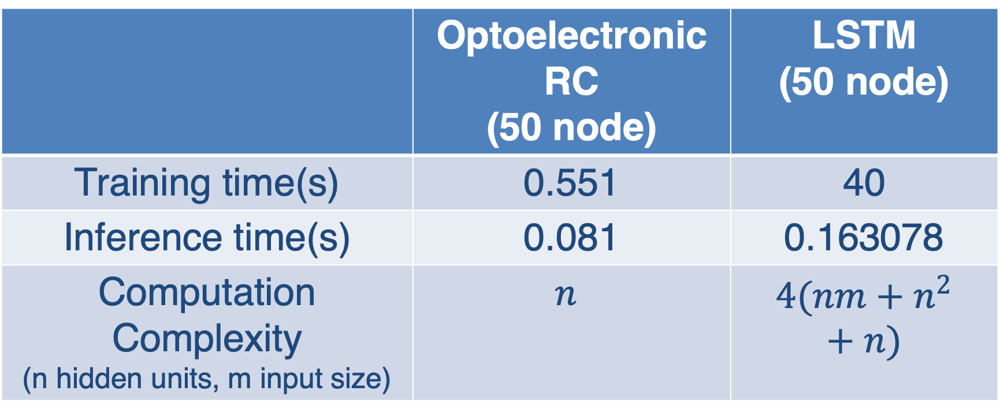 Optoelectronic
RC
(50 node)
LSTM
(50 node)
Training time(s)
0.551
40
Inference time(s)
0.081
0.163078
Computation
Complexity
(n hidden units, m input size)
n
4(nm + n²
+ n)